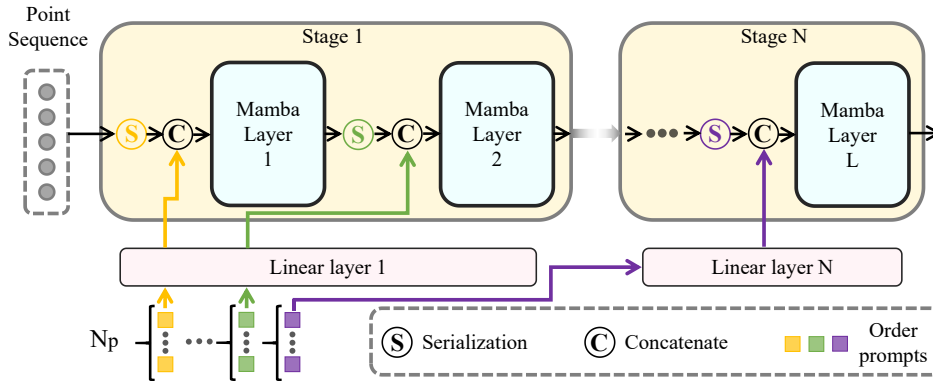 Point
Sequence
Stage 1
Stage N
S
C
Mamba
Layer
1
S
C
Mamba
Layer
2
S
C
Mamba
Layer
L
Linear layer 1
Linear layer N
Np
S Serialization
C Concatenate
Order
prompts